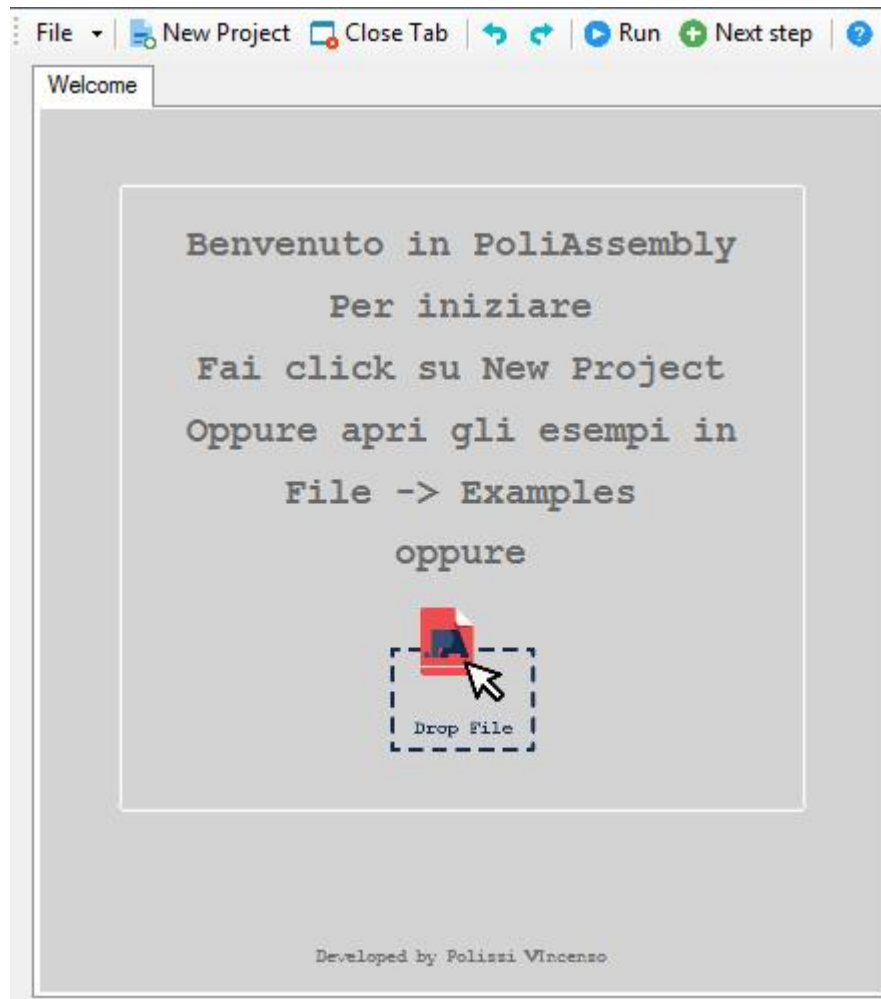 File New Project Close Tab Run Next step ?
Welcome
Benvenuto in PoliAssembly
Per iniziare
Fai click su New Project
Oppure apri gli esempi in
File -> Examples
oppure
.PA
Drop File
Developed by Polizzi VIncenzo